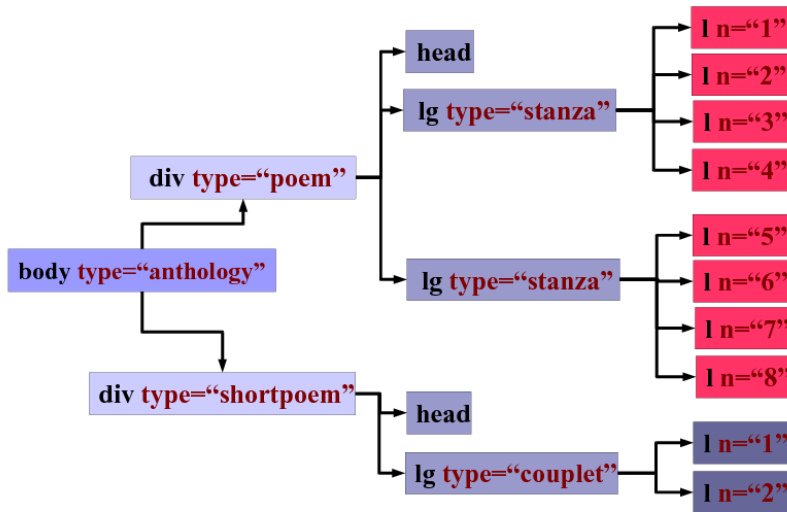 l n=“1”
head
l n=“2”
lg type=“stanza”
l n=“3”
l n=“4”
div type=“poem”
l n=“5”
body type=“anthology”
lg type=“stanza”
l n=“6”
l n=“7”
l n=“8”
div type=“shortpoem”
head
l n=“1”
lg type=“couplet”
l n=“2”